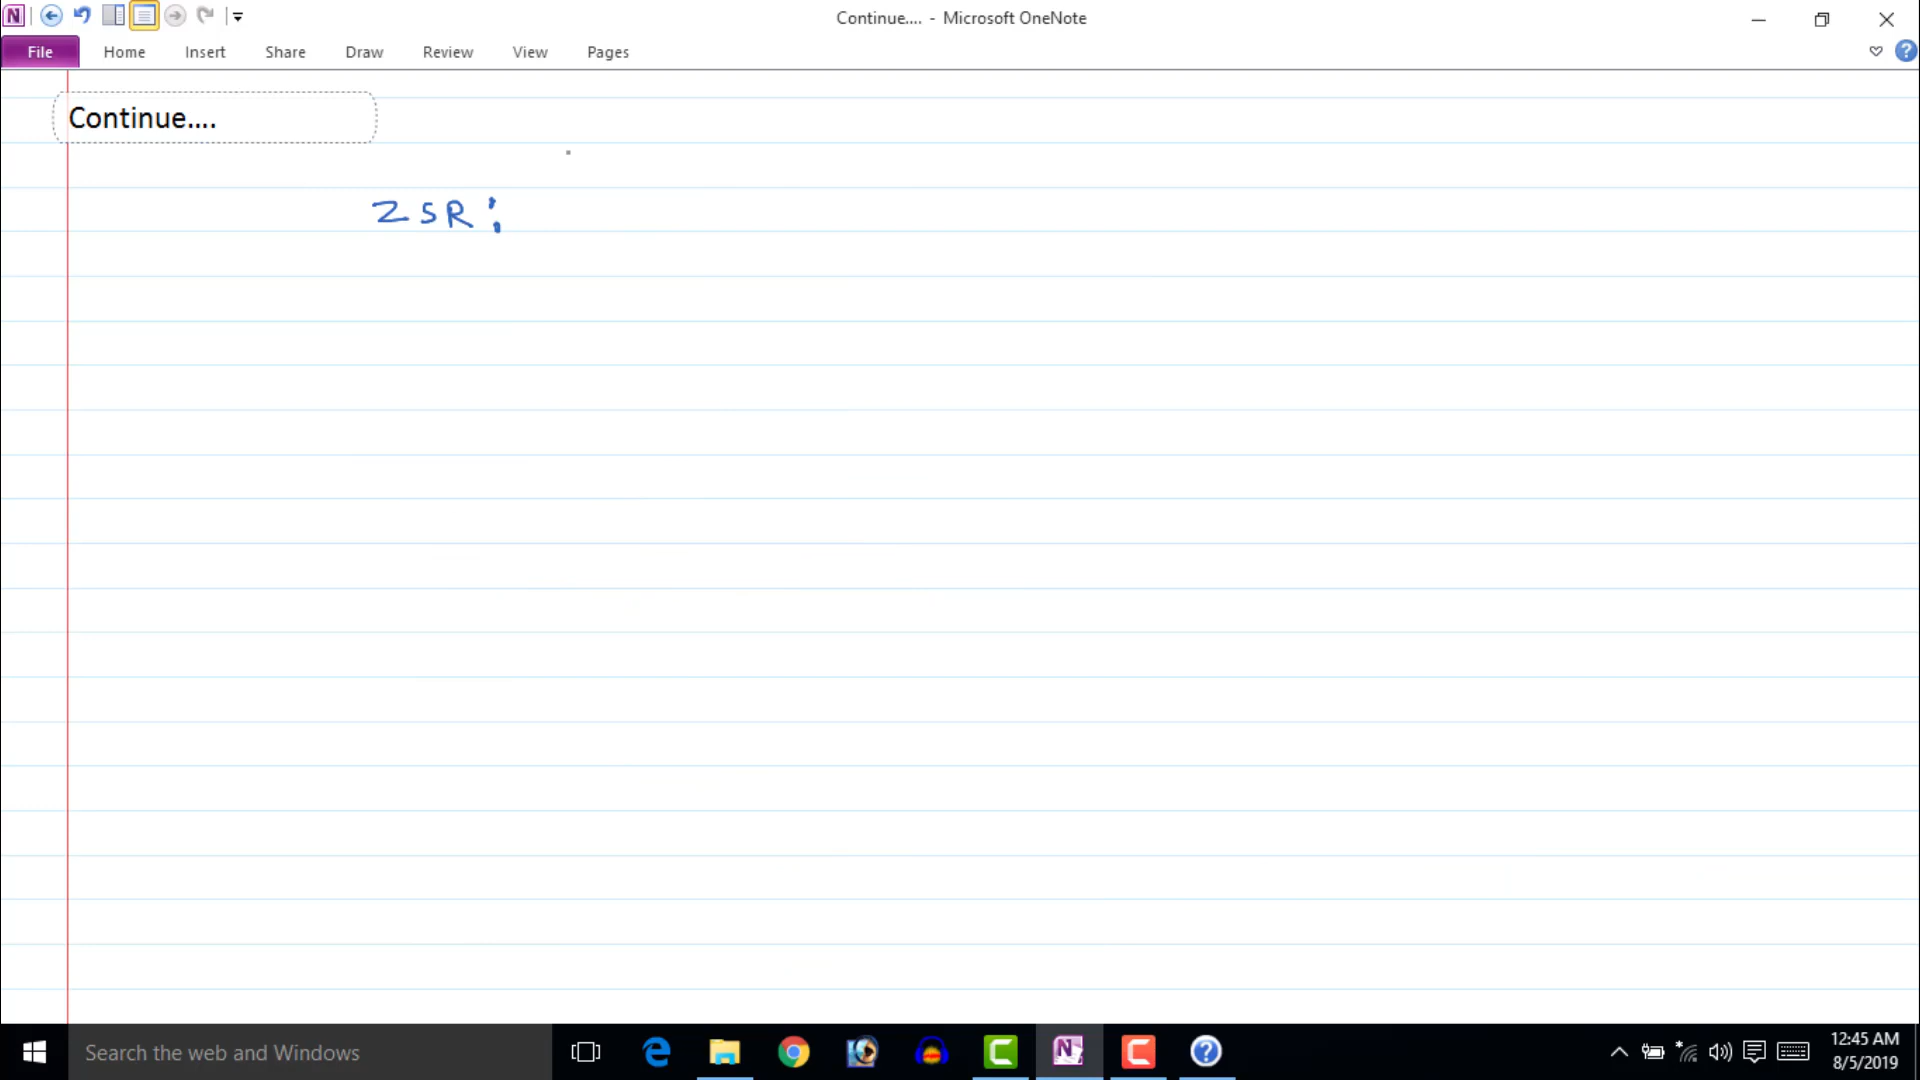 Continue.... - Microsoft OneNote
File Home Insert Share Draw Review View Pages
Continue....
ZSR:
Search the web and Windows
12:45 AM
8/5/2019